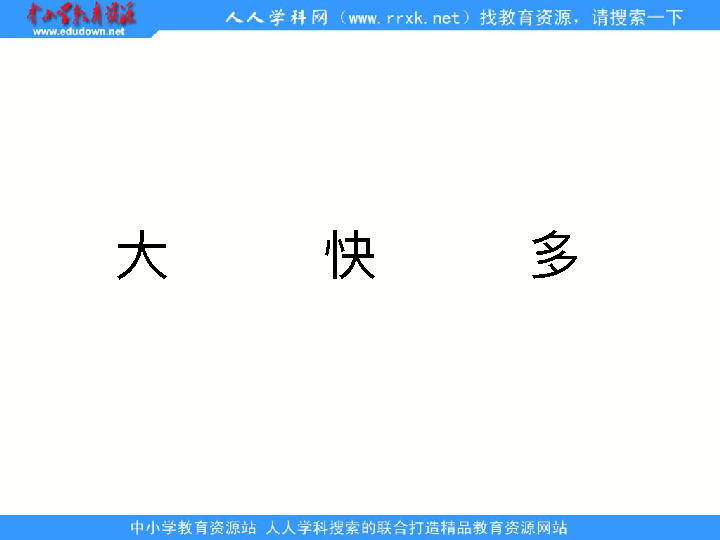 中小学教育资源
www.edudown.net
人人学科网（www.rrxk.net）找教育资源，请搜索一下
大 快 多
中小学教育资源站 人人学科搜索的联合打造精品教育资源网站